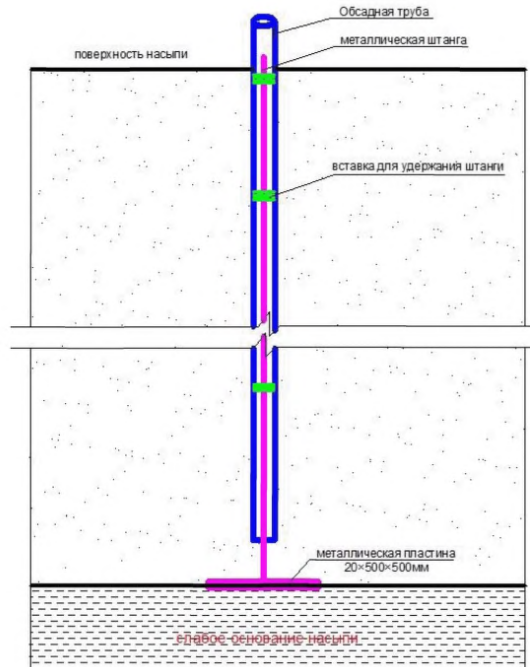 Обсадная труба
металлическая штанга
поверхность насыпи
вставка для удержания штанги
металлическая пластина
20×500×500мм
слабое основание насыпи